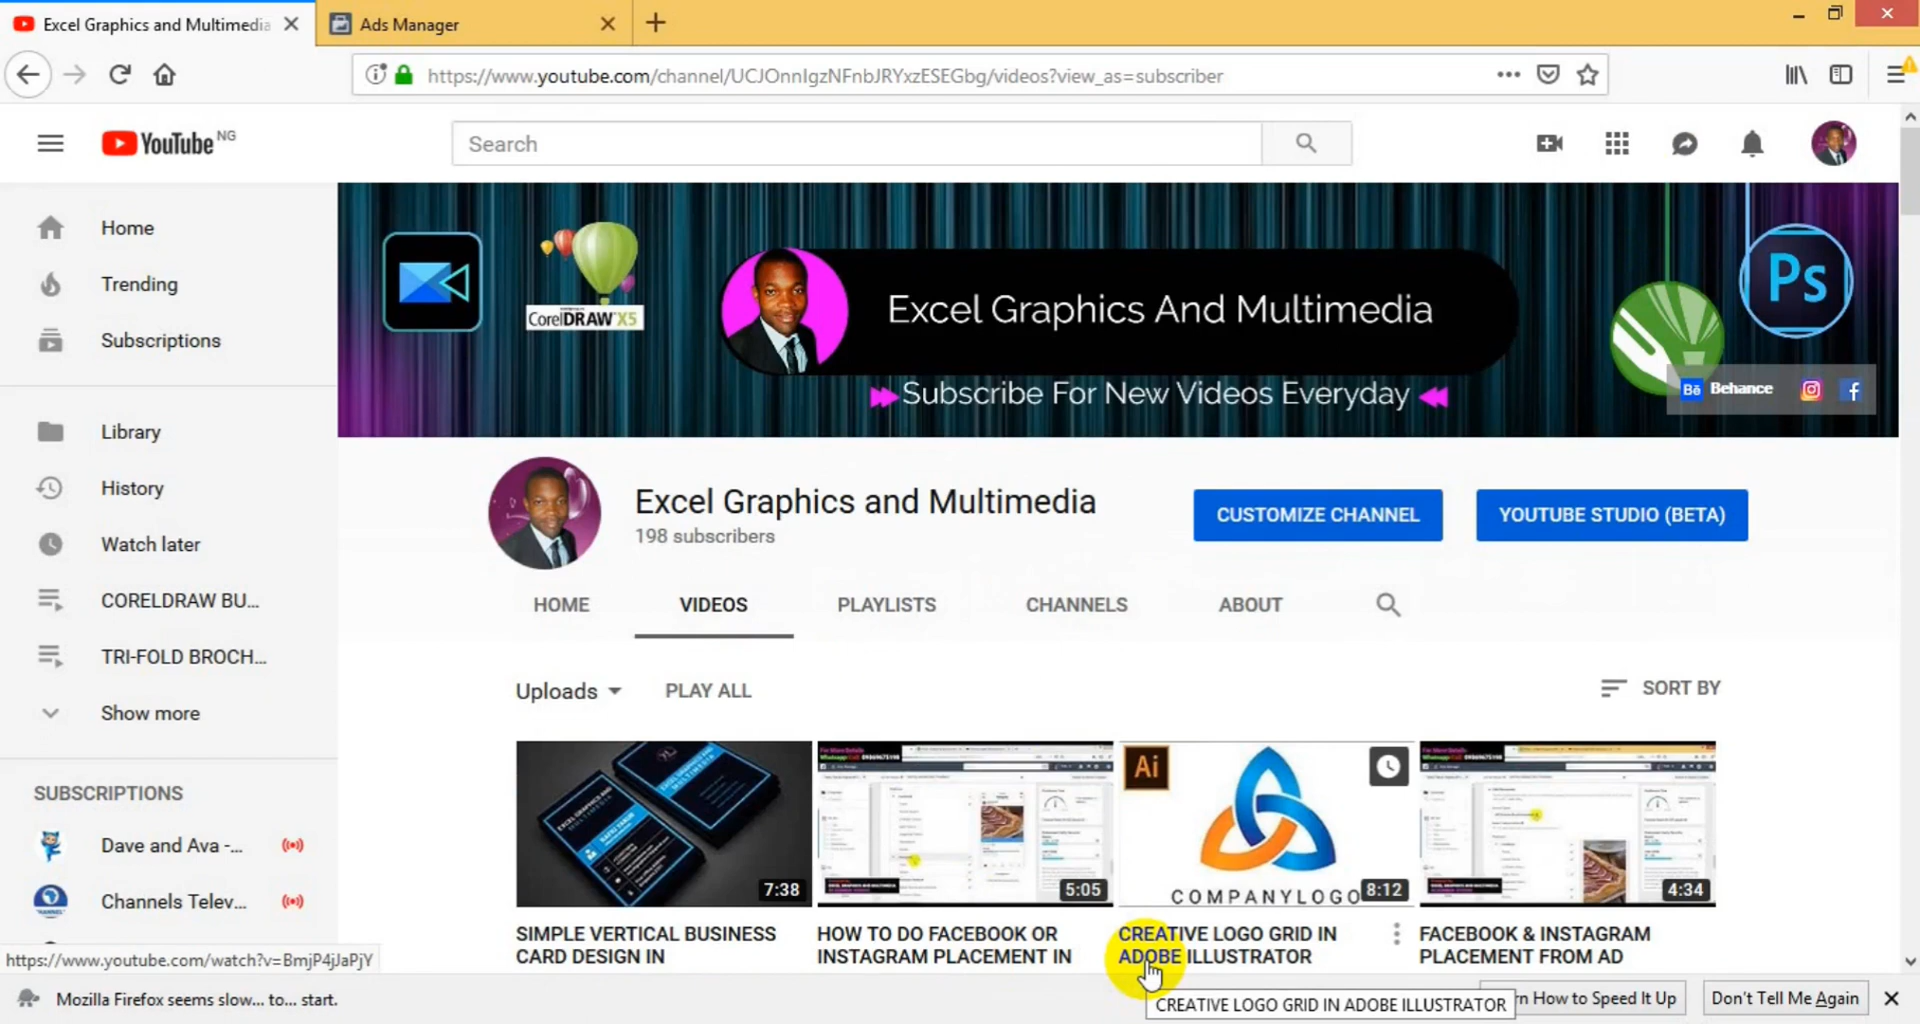 Excel Graphics and Multimedia
Ads Manager
https://www.youtube.com/channel/UCJOnnIgzNFnbJRYxzESEGbg/videos?view_as=subscriber
YouTube NG
Search
Home
Trending
Subscriptions
Library
History
Watch later
CORELDRAW BU...
TRI-FOLD BROCH...
Show more
SUBSCRIPTIONS
Dave and Ava -...
Channels Telev...
CorelDRAW X5
Excel Graphics And Multimedia
Subscribe For New Videos Everyday
Ps
Bē Behance
Excel Graphics and Multimedia
198 subscribers
CUSTOMIZE CHANNEL
YOUTUBE STUDIO (BETA)
HOME VIDEOS PLAYLISTS CHANNELS ABOUT
Uploads PLAY ALL
SORT BY
7:38
5:05
Ai
COMPANYLOGO
8:12
4:34
SIMPLE VERTICAL BUSINESS
CARD DESIGN IN
HOW TO DO FACEBOOK OR
INSTAGRAM PLACEMENT IN
CREATIVE LOGO GRID IN
ADOBE ILLUSTRATOR
FACEBOOK & INSTAGRAM
PLACEMENT FROM AD
https://www.youtube.com/watch?v=BmjP4jJaPjY
Mozilla Firefox seems slow... to... start.
CREATIVE LOGO GRID IN ADOBE ILLUSTRATOR
How to Speed It Up
Don't Tell Me Again